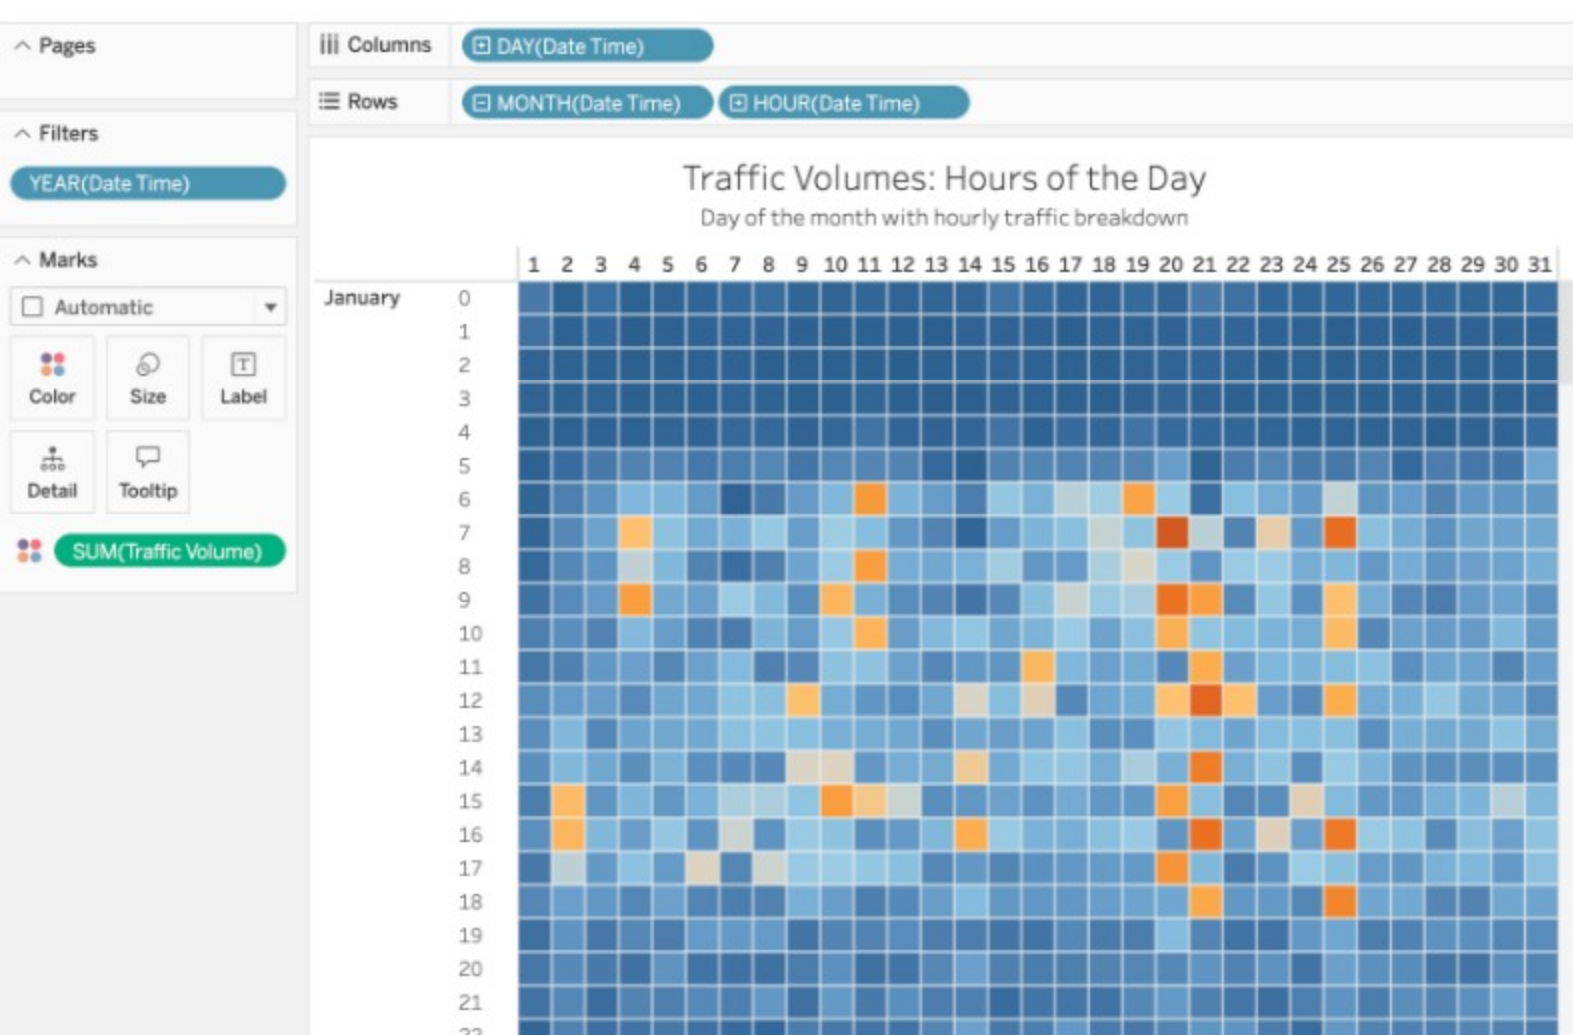 Pages
Columns
DAY(Date Time)
Rows
MONTH(Date Time)
HOUR(Date Time)
Filters
YEAR(Date Time)
Marks
Automatic
Color
Size
Label
Detail
Tooltip
SUM(Traffic Volume)
Traffic Volumes: Hours of the Day
Day of the month with hourly traffic breakdown
1 2 3 4 5 6 7 8 9 10 11 12 13 14 15 16 17 18 19 20 21 22 23 24 25 26 27 28 29 30 31
January 0
1
2
3
4
5
6
7
8
9
10
11
12
13
14
15
16
17
18
19
20
21